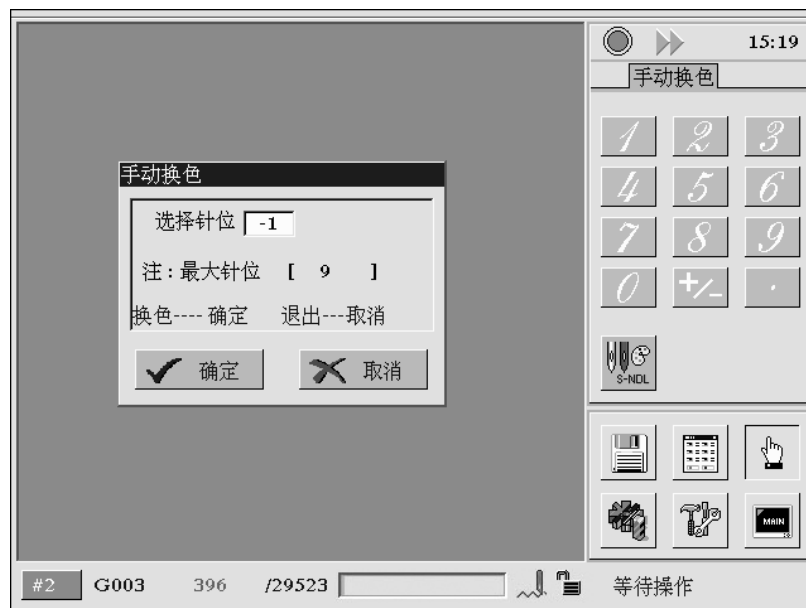 15:19
手动换色
1 2 3
4 5 6
7 8 9
0 +/- .
S-NDL
手动换色
选择针位 -1
注:最大针位 [ 9 ]
换色----确定 退出---取消
确定 取消
MAIN
#2 G003 396 /29523 等待操作